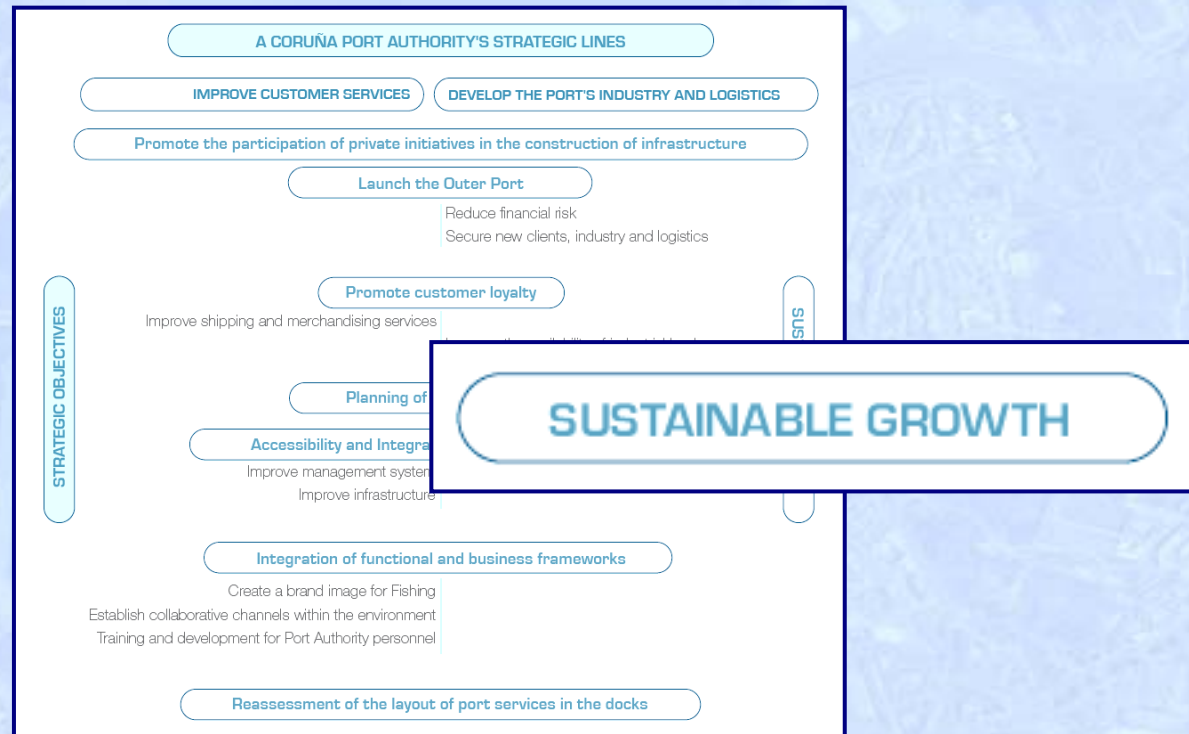 A CORUÑA PORT AUTHORITY'S STRATEGIC LINES
IMPROVE CUSTOMER SERVICES
DEVELOP THE PORT'S INDUSTRY AND LOGISTICS
Promote the participation of private initiatives in the construction of infrastructure
Launch the Outer Port
Reduce financial risk
Secure new clients, industry and logistics
STRATEGIC OBJECTIVES
Promote customer loyalty
Improve shipping and merchandising services
SUS
Planning of
SUSTAINABLE GROWTH
Accessibility and Integra
Improve management system
Improve infrastructure
Integration of functional and business frameworks
Create a brand image for Fishing
Establish collaborative channels within the environment
Training and development for Port Authority personnel
Reassessment of the layout of port services in the docks